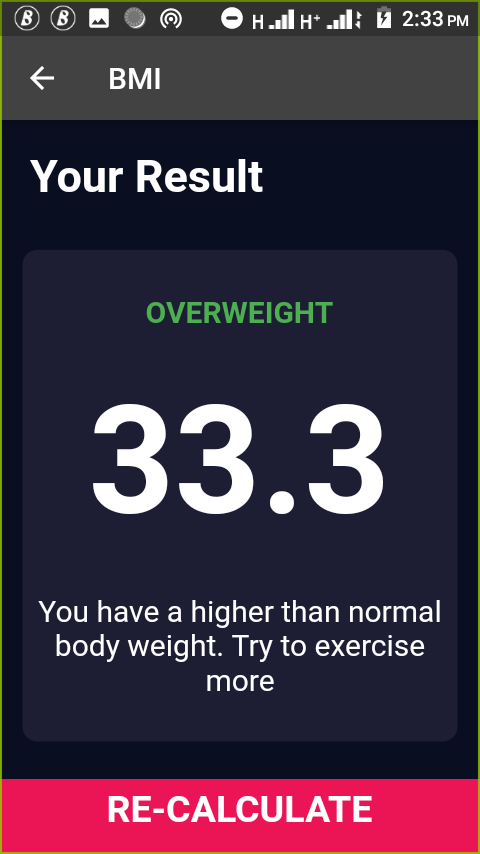 B B H H+ 2:33 PM
BMI
Your Result
OVERWEIGHT
33.3
You have a higher than normal
body weight. Try to exercise
more
RE-CALCULATE